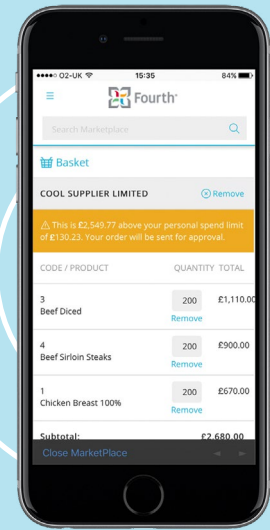 O2-UK 15:35 84%
Fourth
Search Marketplace
Basket
COOL SUPPLIER LIMITED Remove
This is £2,549.77 above your personal spend limit
of £130.23. Your order will be sent for approval.
CODE / PRODUCT QUANTITY TOTAL
3 200 £1,110.00
Beef Diced
Remove
4 200 £900.00
Beef Sirloin Steaks
Remove
1 200 £670.00
Chicken Breast 100%
Remove
Subtotal: £2,680.00
Close MarketPlace